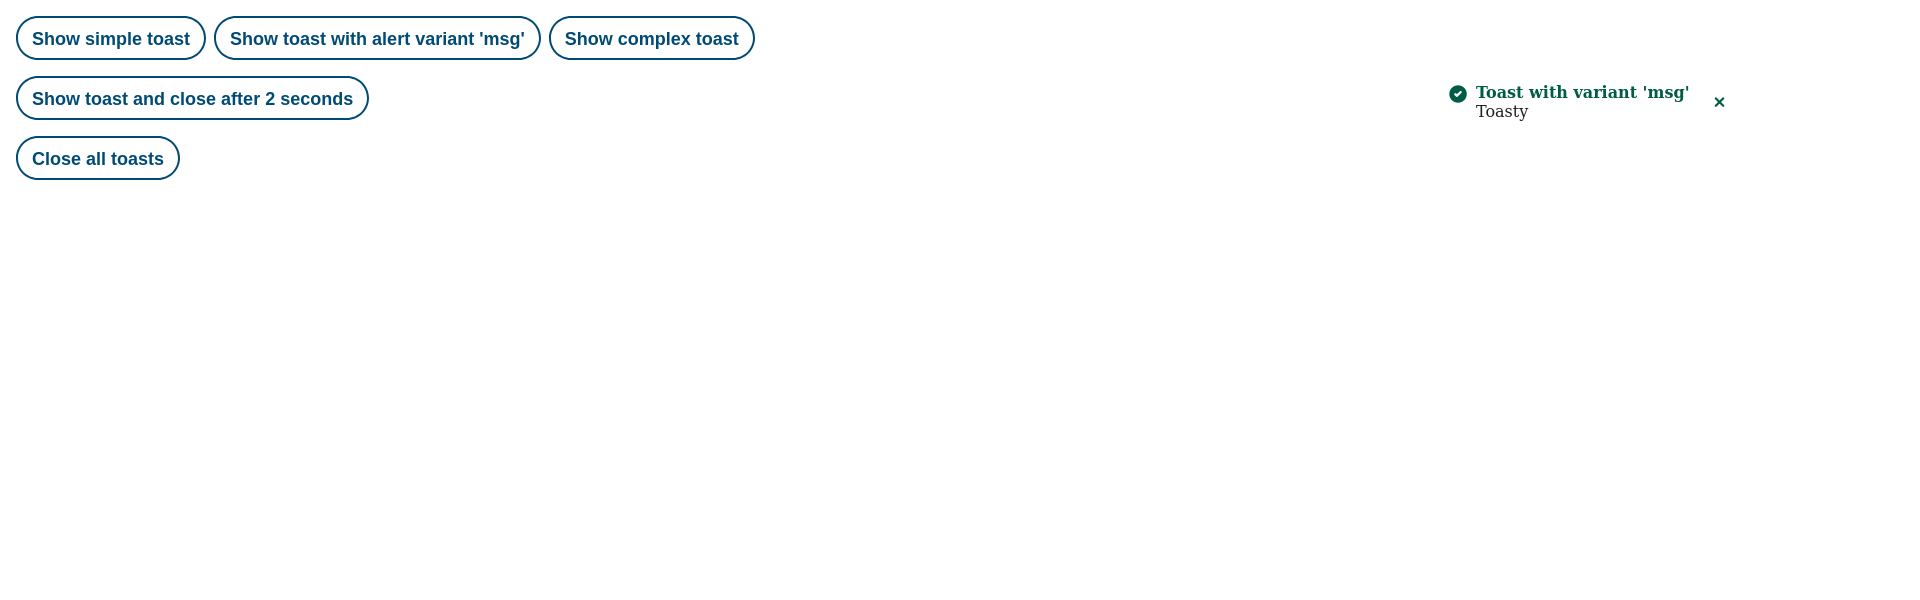 Show simple toast Show toast with alert variant 'msg' Show complex toast
Show toast and close after 2 seconds
Toast with variant 'msg'
Toasty
Close all toasts